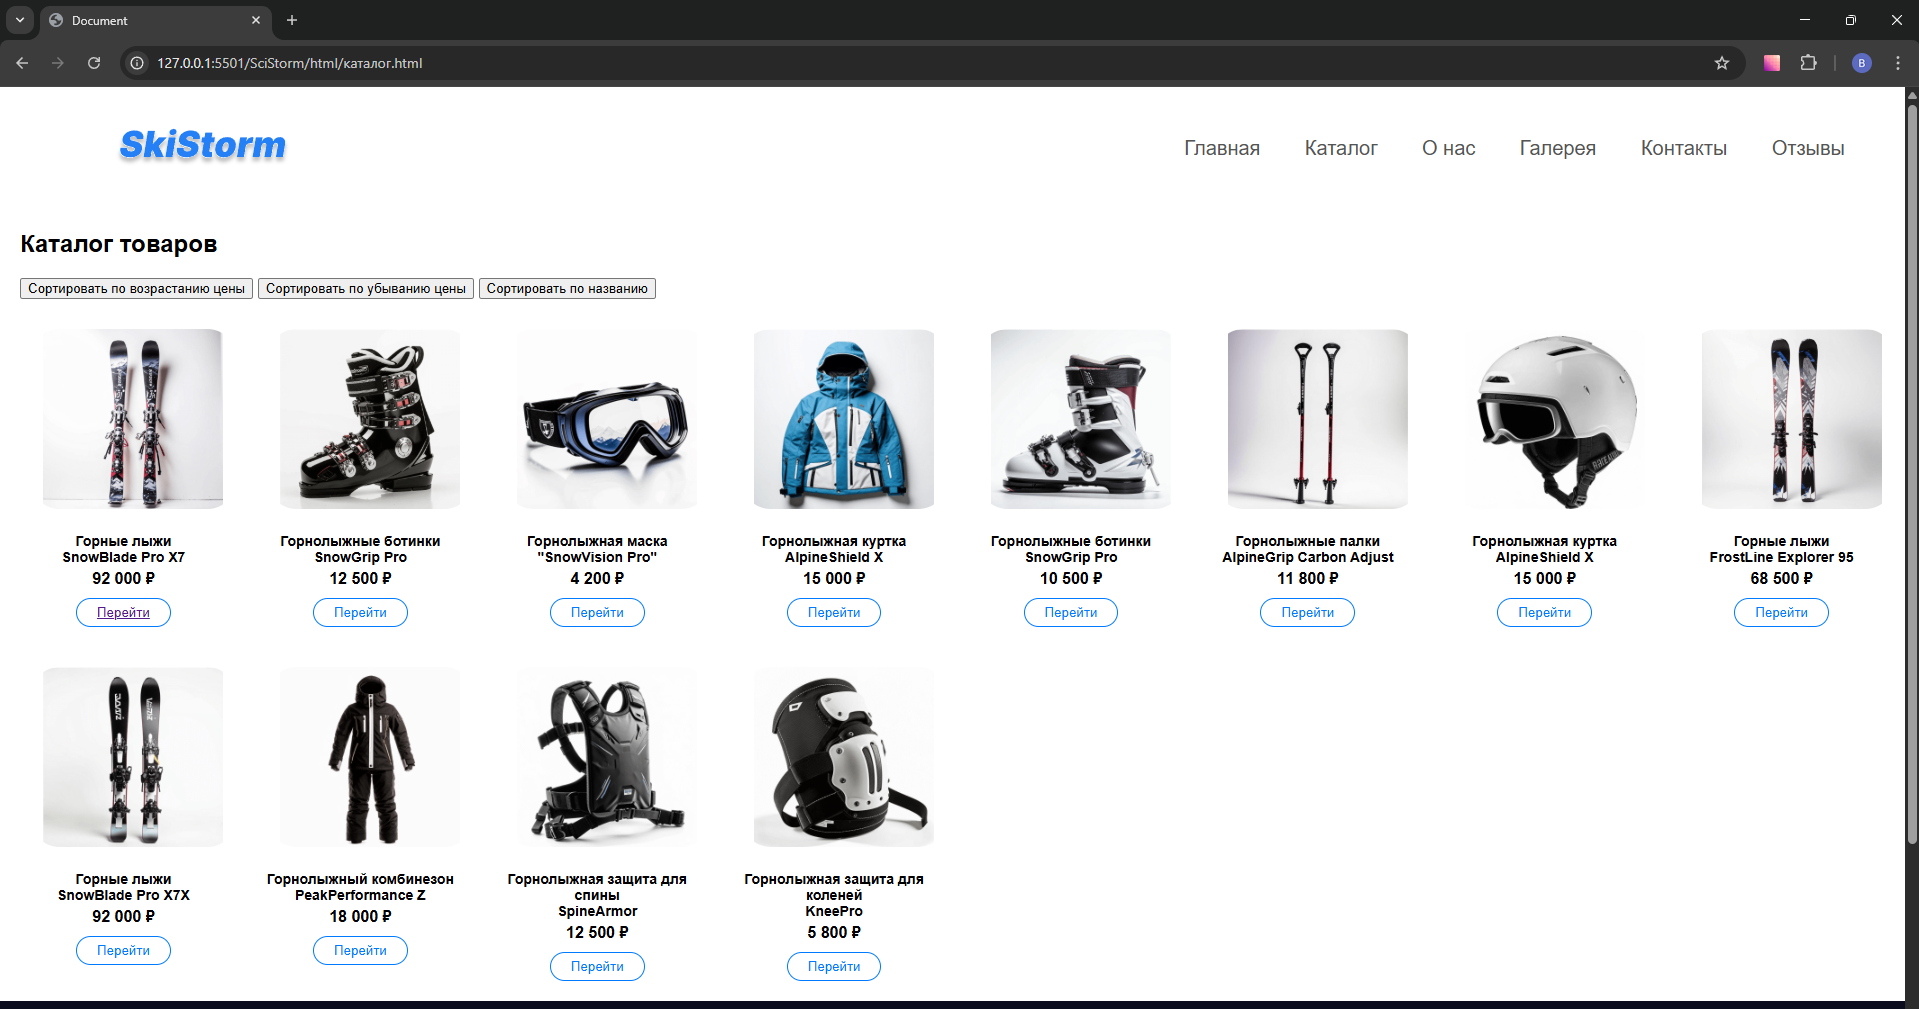 Document
127.0.0.1:5501/SciStorm/html/каталог.html
B
SkiStorm
Главная Каталог О нас Галерея Контакты Отзывы
Каталог товаров
Сортировать по возрастанию цены Сортировать по убыванию цены Сортировать по названию
Горные лыжи
SnowBlade Pro X7
92 000 ₽
Перейти
Горнолыжные ботинки
SnowGrip Pro
12 500 ₽
Перейти
Горнолыжная маска
"SnowVision Pro"
4 200 ₽
Перейти
Горнолыжная куртка
AlpineShield X
15 000 ₽
Перейти
Горнолыжные ботинки
SnowGrip Pro
10 500 ₽
Перейти
Горнолыжные палки
AlpineGrip Carbon Adjust
11 800 ₽
Перейти
Горнолыжная куртка
AlpineShield X
15 000 ₽
Перейти
Горные лыжи
FrostLine Explorer 95
68 500 ₽
Перейти
Горные лыжи
SnowBlade Pro X7X
92 000 ₽
Перейти
Горнолыжный комбинезон
PeakPerformance Z
18 000 ₽
Перейти
Горнолыжная защита для
спины
SpineArmor
12 500 ₽
Перейти
Горнолыжная защита для
коленей
KneePro
5 800 ₽
Перейти